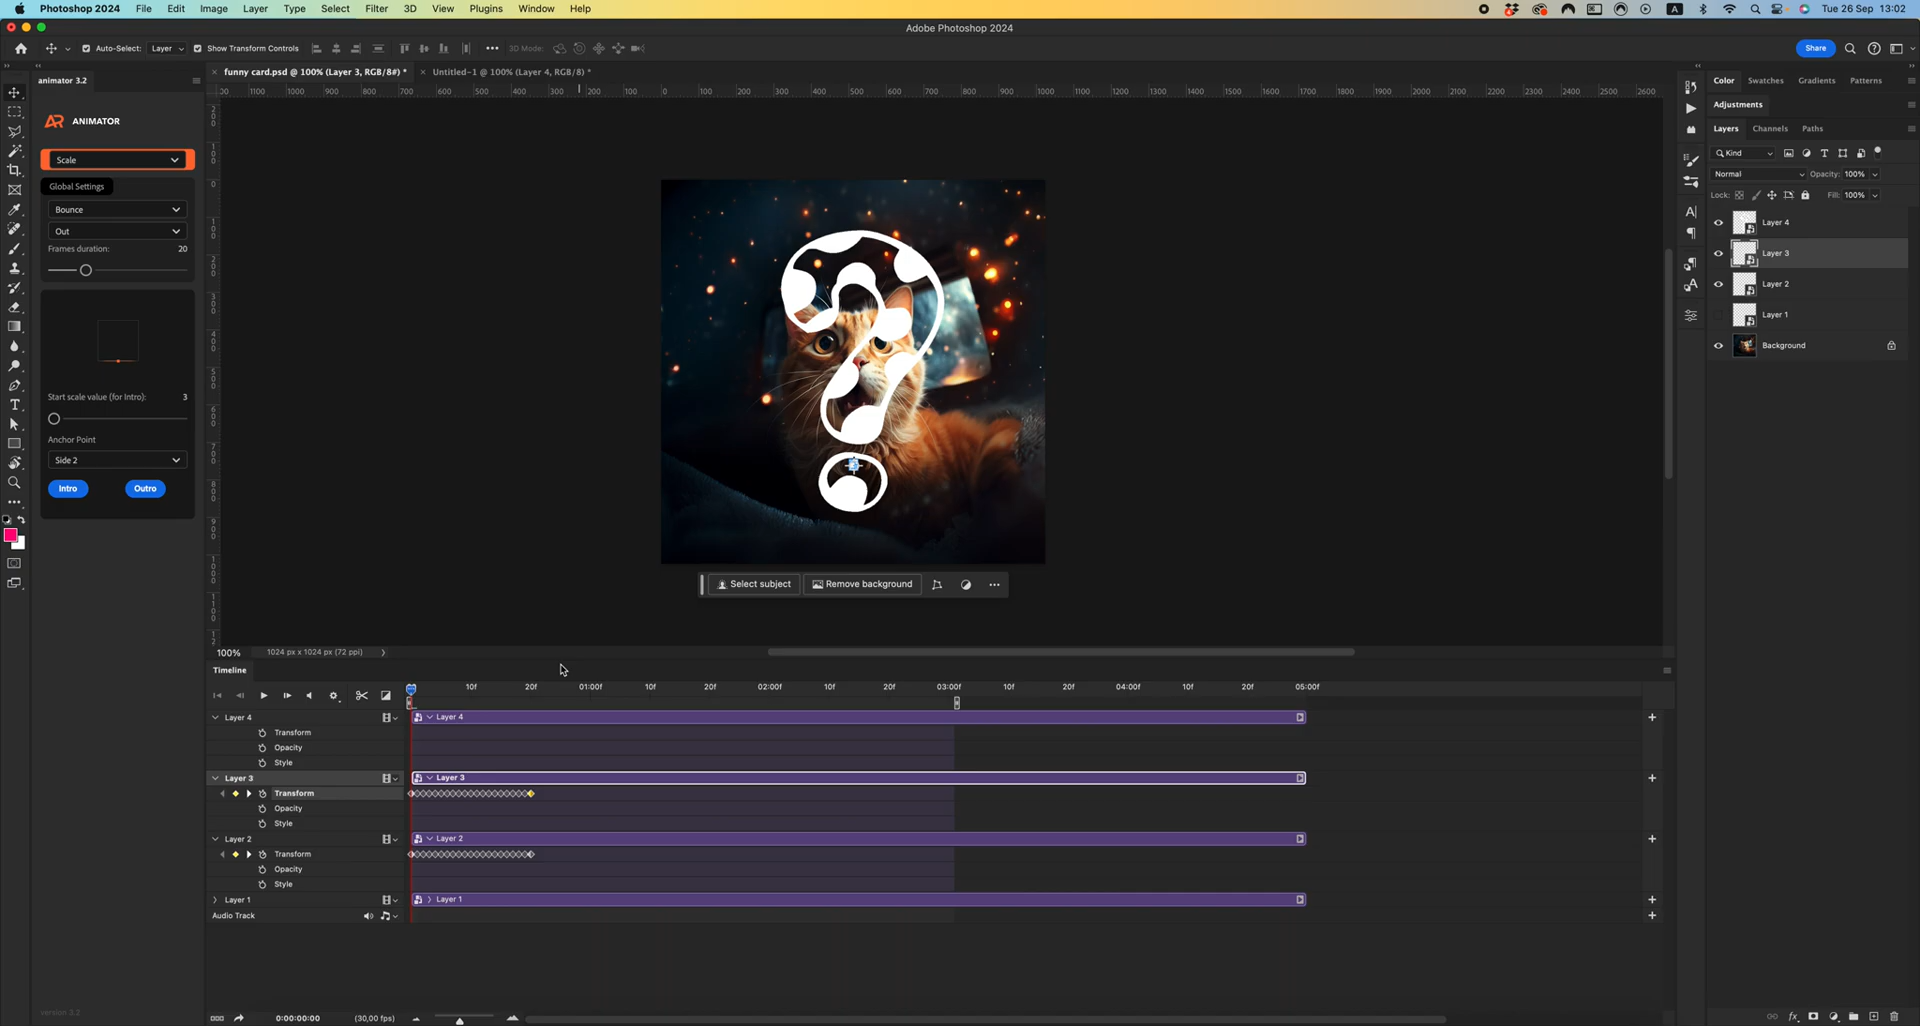 Photoshop 2024 File Edit Image Layer Type Select Filter 3D View Plugins Window Help A Tue 26 Sep 13:02
Adobe Photoshop 2024
Auto-Select: Layer Show Transform Controls 3D Mode: Share
animator 3.2
funny card.psd @ 100% (Layer 3, RGB/8#) *
Untitled-1 @ 100% (Layer 4, RGB/8) *
ANIMATOR
Scale
Global Settings
Bounce
Out
Frames duration: 20
Start scale value (for Intro): 3
Anchor Point
Side 2
Intro Outro
version 3.2
Select subject Remove background
100% 1024 px x 1024 px (72 ppi)
Color Swatches Gradients Patterns
Adjustments
Layers Channels Paths
Kind
Normal Opacity: 100%
Lock: Fill: 100%
Layer 4
Layer 3
Layer 2
Layer 1
Background
Timeline
10f 20f 01:00f 10f 20f 02:00f 10f 20f 03:00f 10f 20f 04:00f 10f 20f 05:00f
Layer 4 Layer 4
Transform
Opacity
Style
Layer 3 Layer 3
Transform
Opacity
Style
Layer 2 Layer 2
Transform
Opacity
Style
Layer 1 Layer 1
Audio Track
0:00:00:00 (30,00 fps)